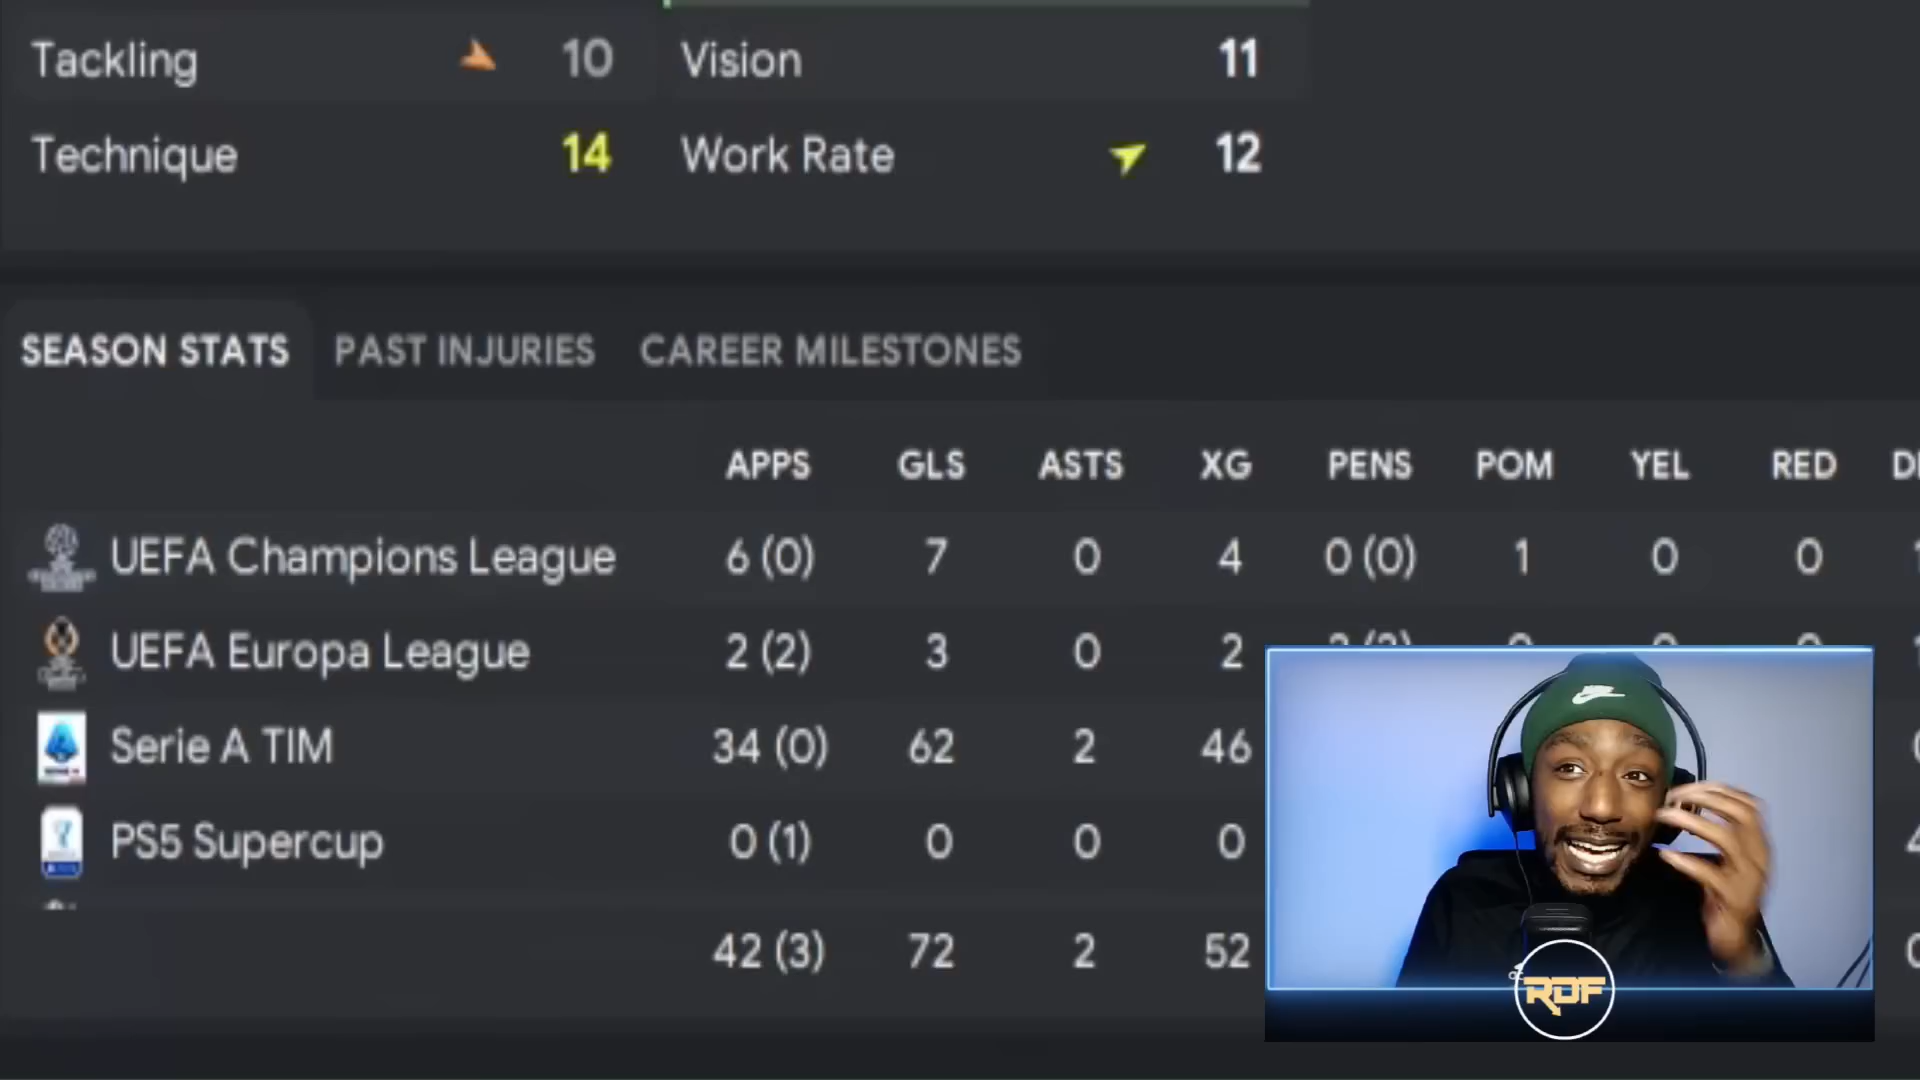 Tackling 10 Vision 11
Technique 14 Work Rate 12
SEASON STATS PAST INJURIES CAREER MILESTONES
APPS GLS ASTS XG PENS POM YEL RED
UEFA Champions League 6 (0) 7 0 4 0 (0) 1 0 0
UEFA Europa League 2 (2) 3 0 2
Serie A TIM 34 (0) 62 2 46
PS5 Supercup 0 (1) 0 0 0
42 (3) 72 2 52
RDF